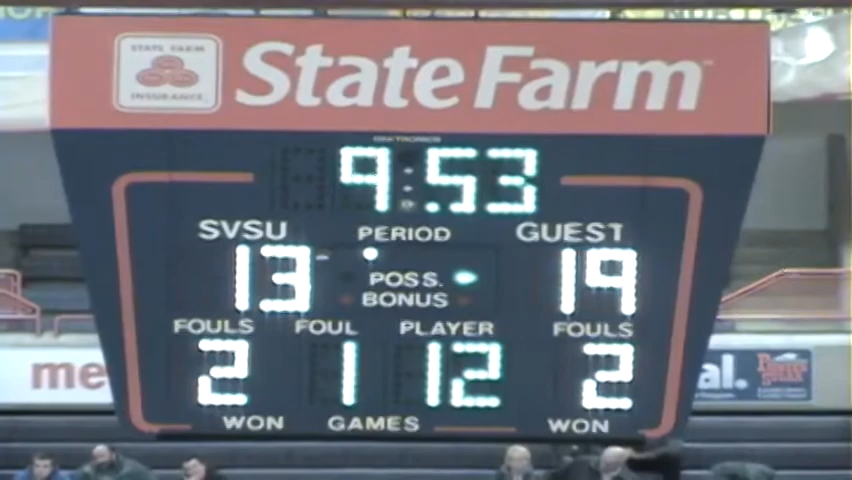 STATE FARM
INSURANCE
State Farm
DAKTRONICS
9:53
SVSU PERIOD GUEST
13 19
POSS.
BONUS
FOULS FOUL PLAYER FOULS
2 1 12 2
WON GAMES WON
me
al.